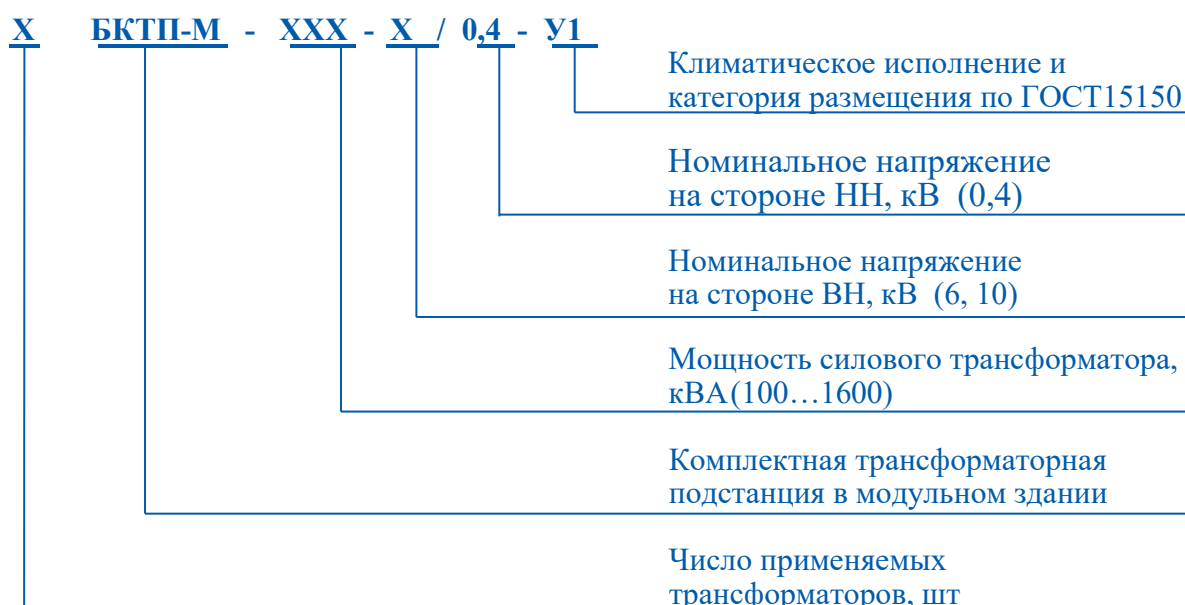 Х БКТП-М - ХХХ - Х / 0,4 - У1
Климатическое исполнение и
категория размещения по ГОСТ15150
Номинальное напряжение
на стороне НН, кВ (0,4)
Номинальное напряжение
на стороне ВН, кВ (6, 10)
Мощность силового трансформатора,
кВА(100…1600)
Комплектная трансформаторная
подстанция в модульном здании
Число применяемых
трансформаторов, шт